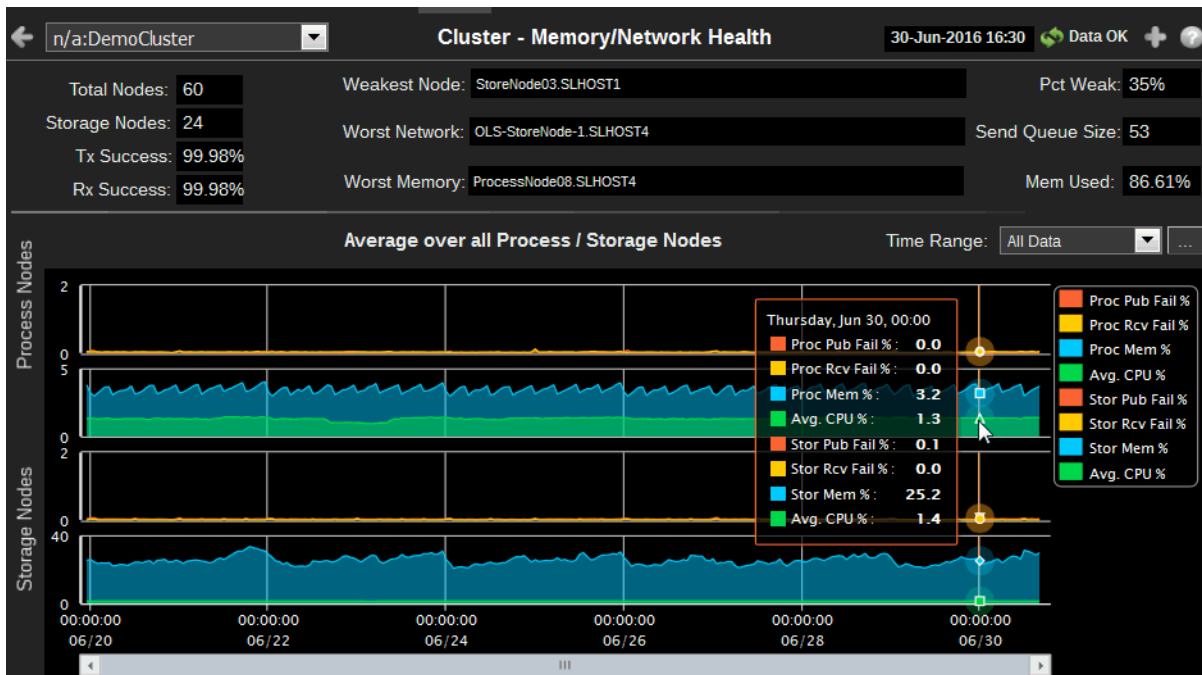 n/a:DemoCluster
Cluster - Memory/Network Health
30-Jun-2016 16:30 Data OK + ?
Total Nodes: 60
Storage Nodes: 24
Tx Success: 99.98%
Rx Success: 99.98%
Weakest Node: StoreNode03.SLHOST1
Worst Network: OLS-StoreNode-1.SLHOST4
Worst Memory: ProcessNode08.SLHOST4
Pct Weak: 35%
Send Queue Size: 53
Mem Used: 86.61%
Average over all Process / Storage Nodes
Time Range: All Data ...
Process Nodes
2
0
5
0
Storage Nodes
2
0
40
0
Thursday, Jun 30, 00:00
Proc Pub Fail % : 0.0
Proc Rcv Fail % : 0.0
Proc Mem % : 3.2
Avg. CPU % : 1.3
Stor Pub Fail % : 0.1
Stor Rcv Fail % : 0.0
Stor Mem % : 25.2
Avg. CPU % : 1.4
Proc Pub Fail %
Proc Rcv Fail %
Proc Mem %
Avg. CPU %
Stor Pub Fail %
Stor Rcv Fail %
Stor Mem %
Avg. CPU %
00:00:00 00:00:00 00:00:00 00:00:00 00:00:00 00:00:00
06/20 06/22 06/24 06/26 06/28 06/30